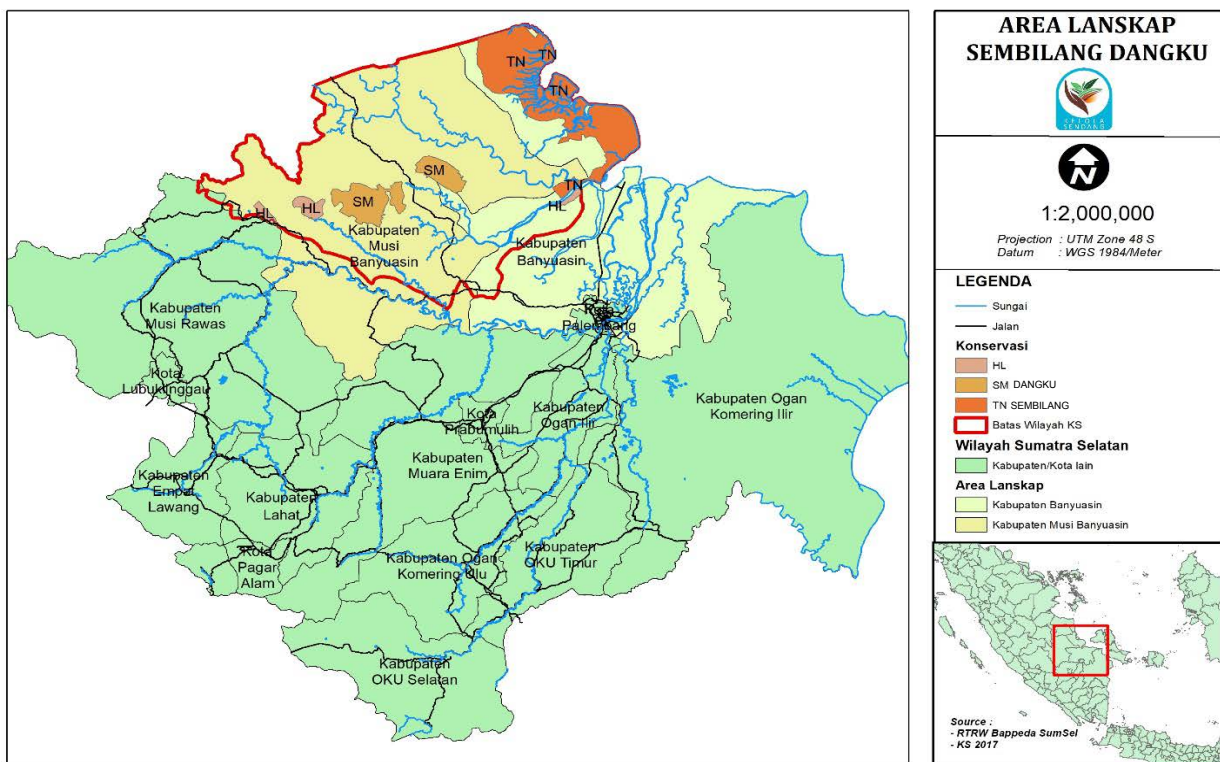 TN
TN
TN
TN
SM
SM
HL
HL
HL
Kabupaten
Musi
Banyuasin
Kabupaten
Banyuasin
Kabupaten
Musi Rawas
Kota
Lubuklinggau
Kota
Palembang
Kabupaten Ogan
Komering Ilir
Kota
Prabumulih
Kabupaten
Ogan Ilir
Kabupaten
Muara Enim
Kabupaten
Empat
Lawang
Kabupaten
Lahat
Kota
Pagar
Alam
Kabupaten Ogan
Komering Ulu
Kabupaten
OKU Timur
Kabupaten
OKU Selatan
AREA LANSKAP
SEMBILANG DANGKU
KELOLA
SENDANG
N
1:2,000,000
Projection : UTM Zone 48 S
Datum : WGS 1984/Meter
LEGENDA
Sungai
Jalan
Konservasi
HL
SM DANGKU
TN SEMBILANG
Batas Wilayah KS
Wilayah Sumatra Selatan
Kabupaten/Kota lain
Area Lanskap
Kabupaten Banyuasin
Kabupaten Musi Banyuasin
Source :
- RTRW Bappeda SumSel
- KS 2017